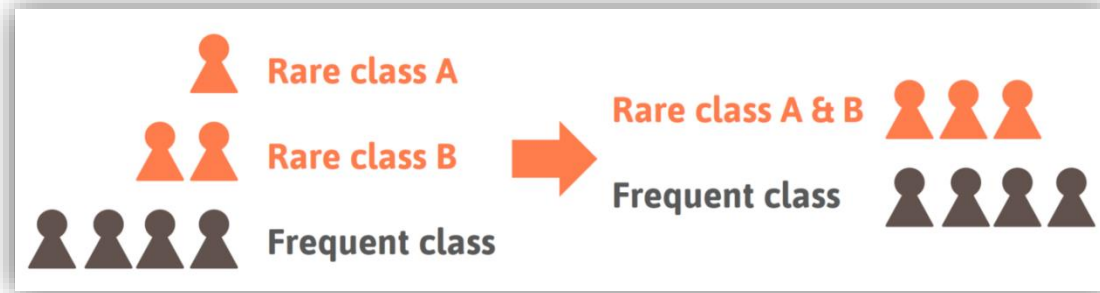 Rare class A
Rare class B
Frequent class
Rare class A & B
Frequent class